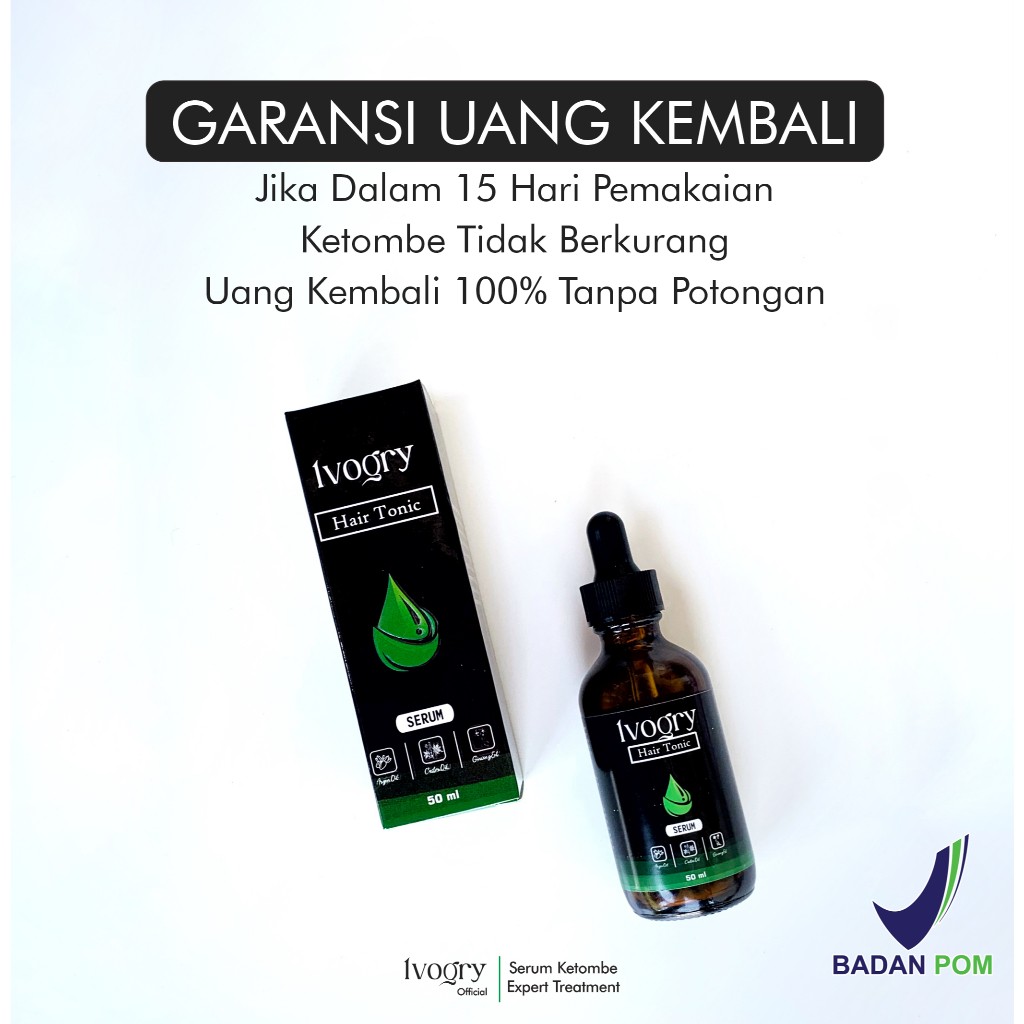 GARANSI UANG KEMBALI
Jika Dalam 15 Hari Pemakaian
Ketombe Tidak Berkurang
Uang Kembali 100% Tanpa Potongan
Ivogry
Hair Tonic
SERUM
50 ml
Ivogry
Hair Tonic
SERUM
50 ml
Ivogry
Official
Serum Ketombe
Expert Treatment
BADAN POM